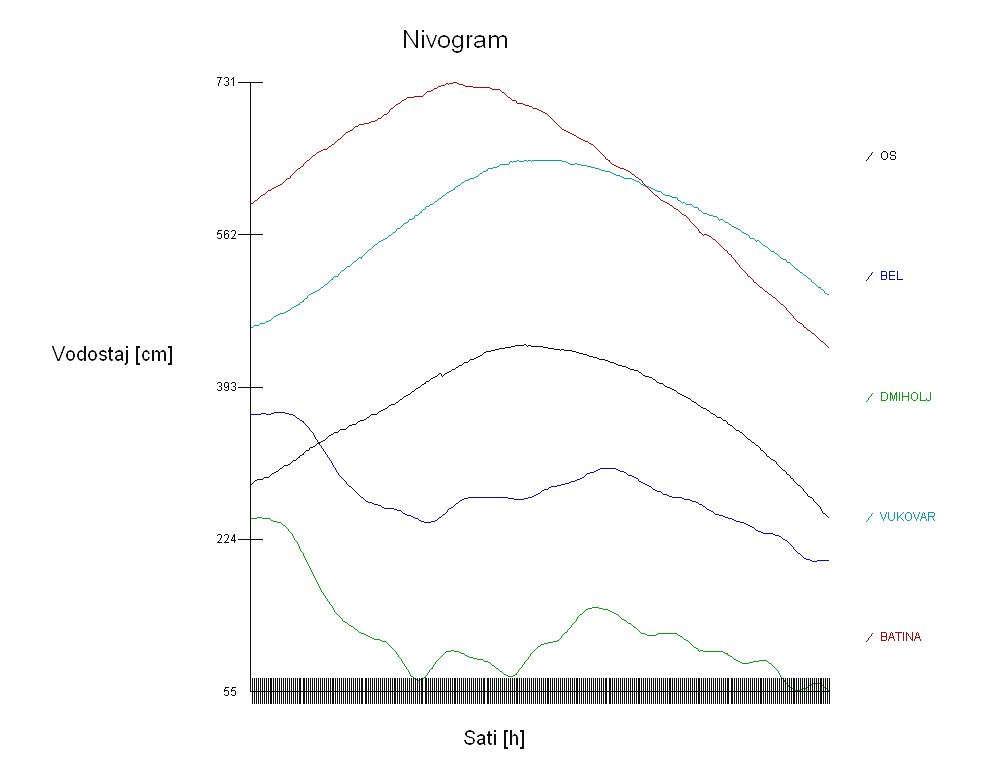 Nivogram
731
562
Vodostaj [cm]
393
224
55
Sati [h]
OS
BEL
DMIHOLJ
VUKOVAR
BATINA